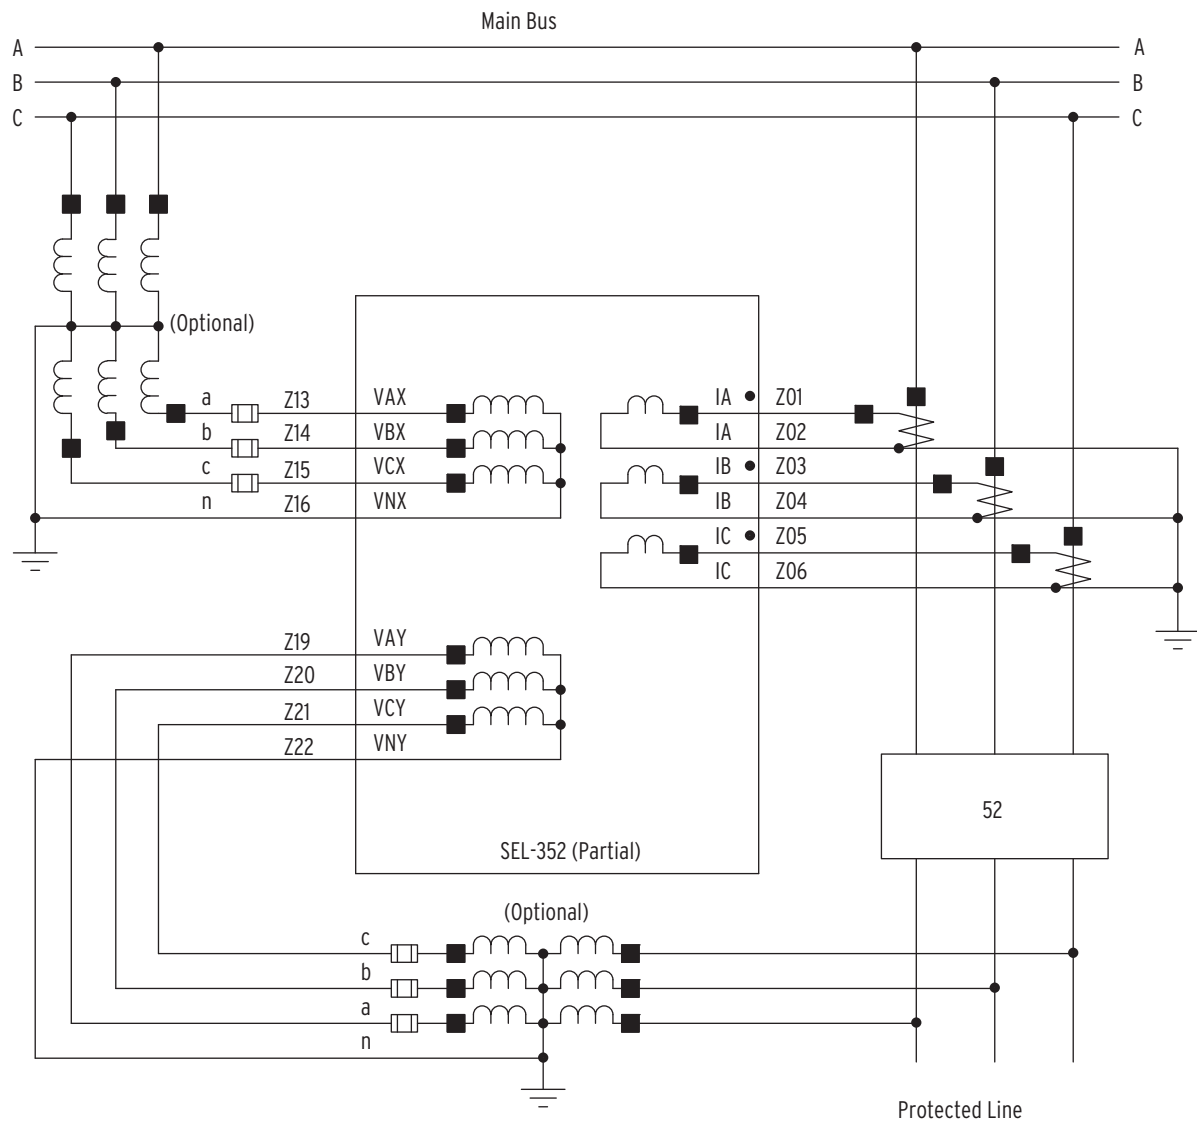 Main Bus
A A
B B
C C
(Optional)
a Z13 VAX IA Z01
b Z14 VBX IA Z02
c Z15 VCX IB Z03
n Z16 VNX IB Z04
IC Z05
IC Z06
Z19 VAY
Z20 VBY
Z21 VCY
Z22 VNY
52
SEL-352 (Partial)
(Optional)
c
b
a
n
Protected Line